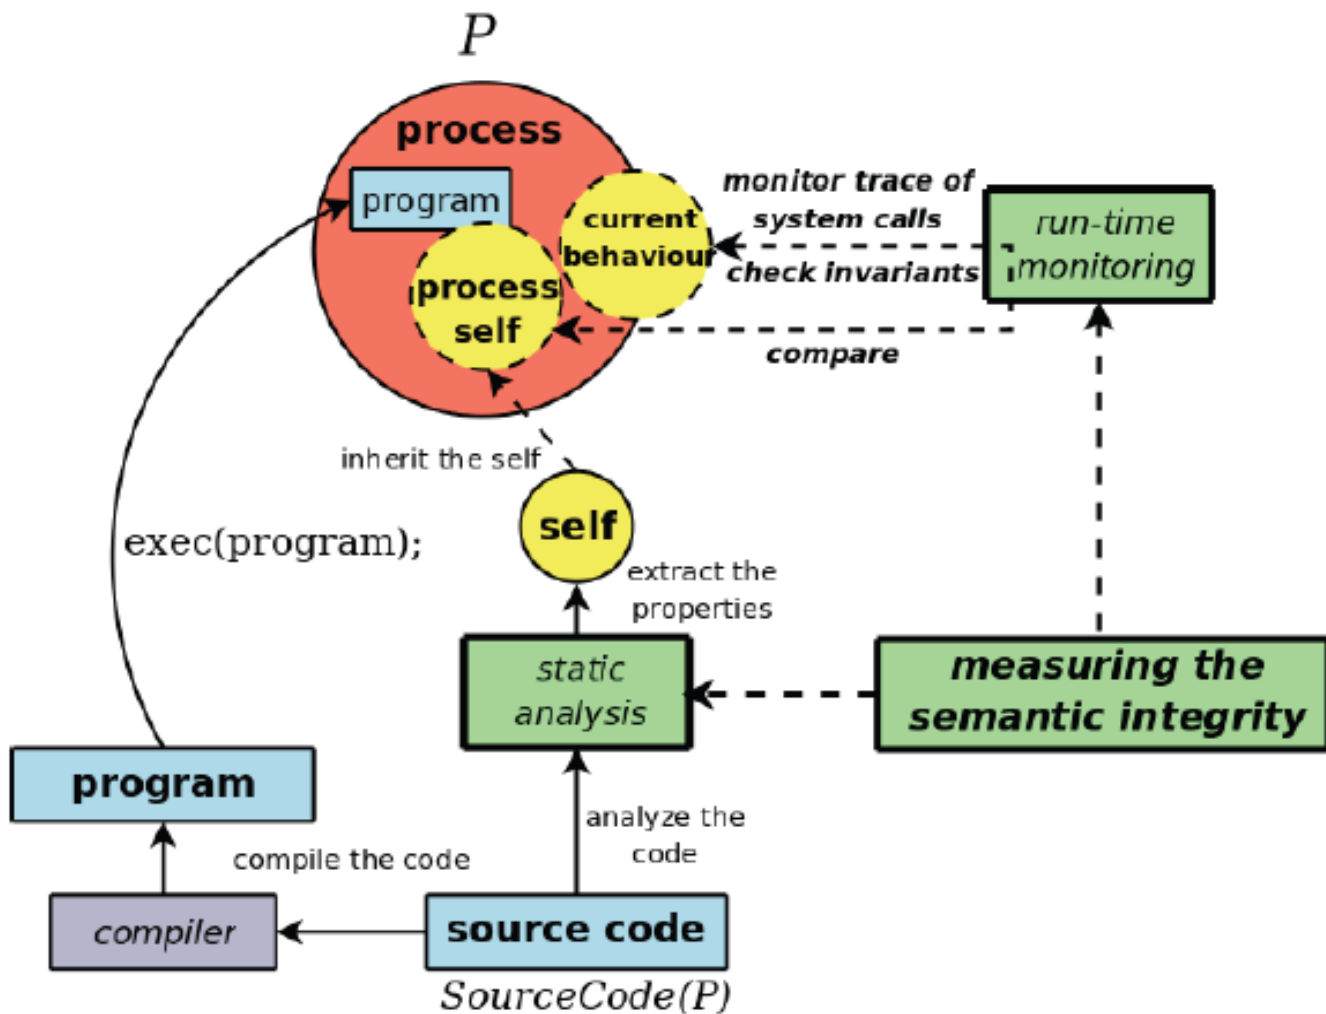 P
process
program
current
behaviour
process
self
monitor trace of
system calls
check invariants
compare
run-time
monitoring
inherit the self
self
exec(program);
extract the
properties
static
analysis
measuring the
semantic integrity
program
analyze the
code
compile the code
compiler
source code
SourceCode(P)